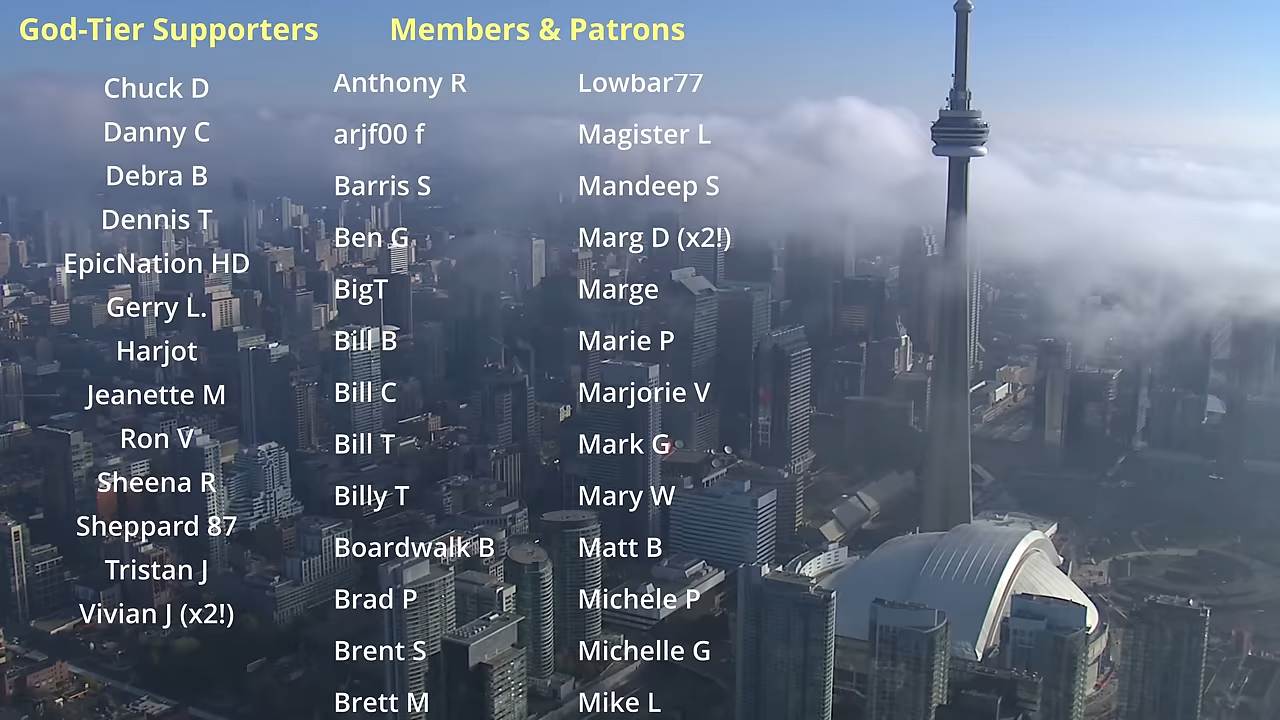 God-Tier Supporters
Chuck D
Danny C
Debra B
Dennis T
EpicNation HD
Gerry L.
Harjot
Jeanette M
Ron V
Sheena R
Sheppard 87
Tristan J
Vivian J (x2!)
Members & Patrons
Anthony R
arjf00 f
Barris S
Ben G
BigT
Bill B
Bill C
Bill T
Billy T
Boardwalk B
Brad P
Brent S
Brett M
Lowbar77
Magister L
Mandeep S
Marg D (x2!)
Marge
Marie P
Marjorie V
Mark G
Mary W
Matt B
Michele P
Michelle G
Mike L